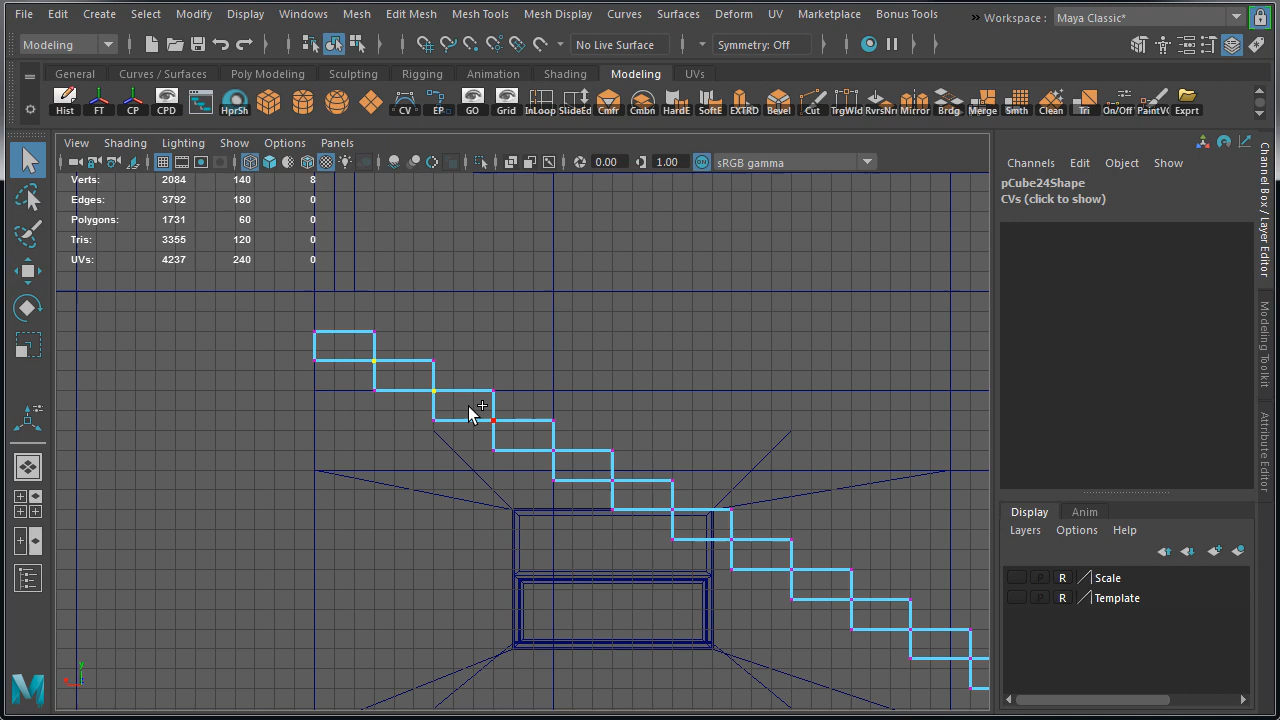 File Edit Create Select Modify Display Windows Mesh Edit Mesh Mesh Tools Mesh Display Curves Surfaces Deform UV Marketplace Bonus Tools » Workspace : Maya Classic*
Modeling No Live Surface Symmetry: Off
General Curves / Surfaces Poly Modeling Sculpting Rigging Animation Shading Modeling UVs
Hist FT CP CPD HprSh CV EP GO Grid InLoop SlideEd Cmfr Cmbn HardE SoftE EXTRD Bevel Cut TrgWld RvrsNr Mirror Brdg Merge Smth Clean Tri On/Off PaintV Exprt
View Shading Lighting Show Options Panels
0.00 1.00 ON sRGB gamma
Verts: 2084 140 8
Edges: 3792 180 0
Polygons: 1731 60 0
Tris: 3355 120 0
UVs: 4237 240 0
y
Channels Edit Object Show
pCube24Shape
CVs (click to show)
Channel Box / Layer Editor
Modeling Toolkit
Attribute Editor
Display Anim
Layers Options Help
P R Scale
P R Template
M